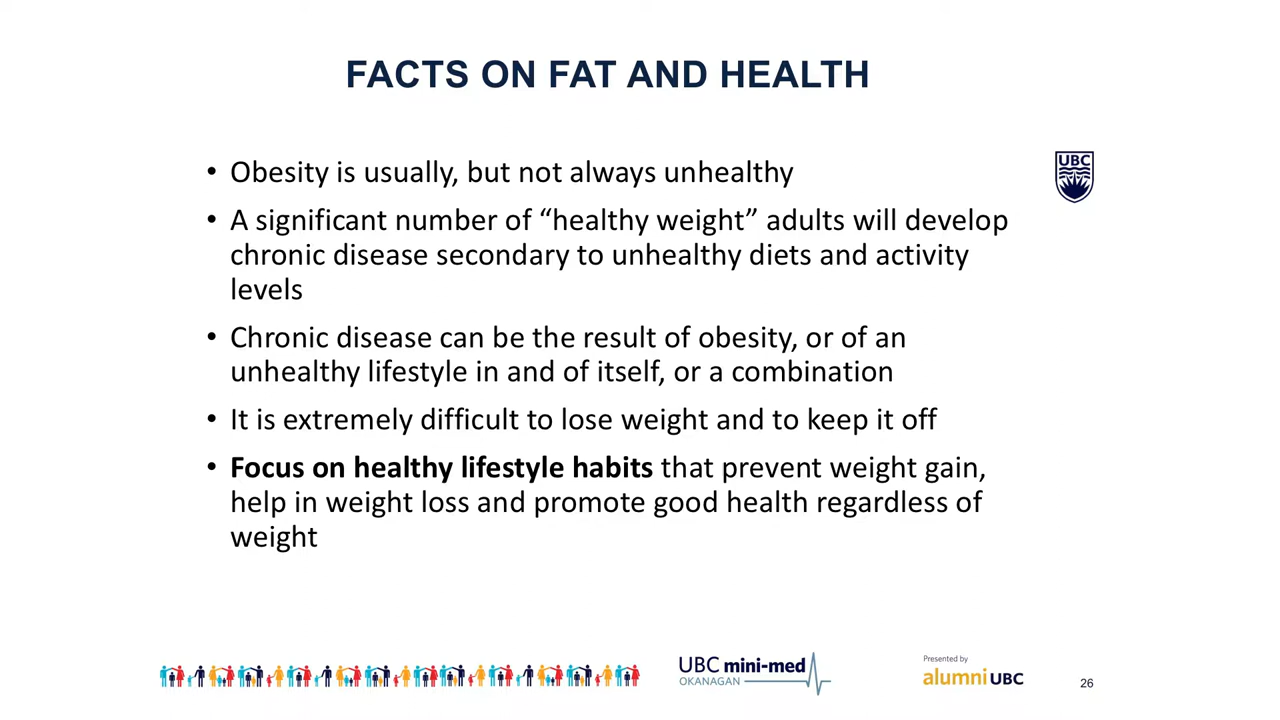 FACTS ON FAT AND HEALTH
UBC
• Obesity is usually, but not always unhealthy
• A significant number of “healthy weight” adults will develop
chronic disease secondary to unhealthy diets and activity
levels
• Chronic disease can be the result of obesity, or of an
unhealthy lifestyle in and of itself, or a combination
• It is extremely difficult to lose weight and to keep it off
• Focus on healthy lifestyle habits that prevent weight gain,
help in weight loss and promote good health regardless of
weight
UBC mini-med
OKANAGAN
Presented by
alumni UBC
26